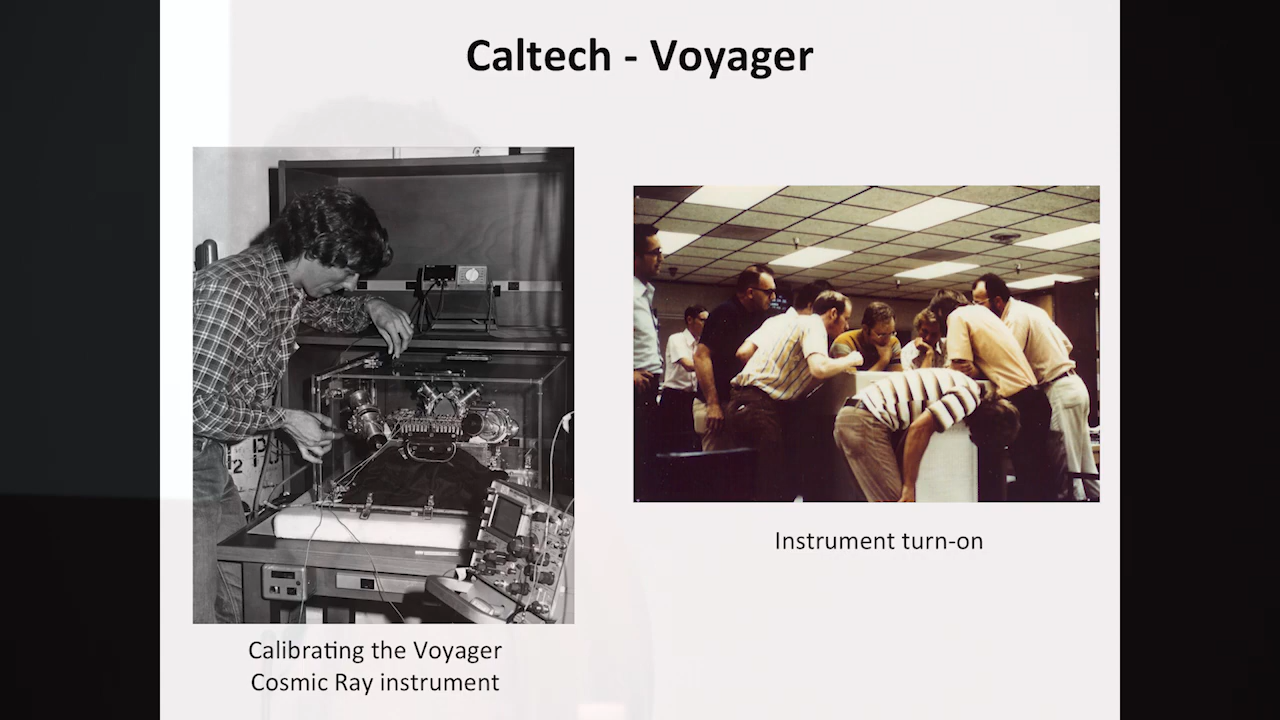 Caltech - Voyager
Instrument turn-on
Calibrating the Voyager
Cosmic Ray instrument